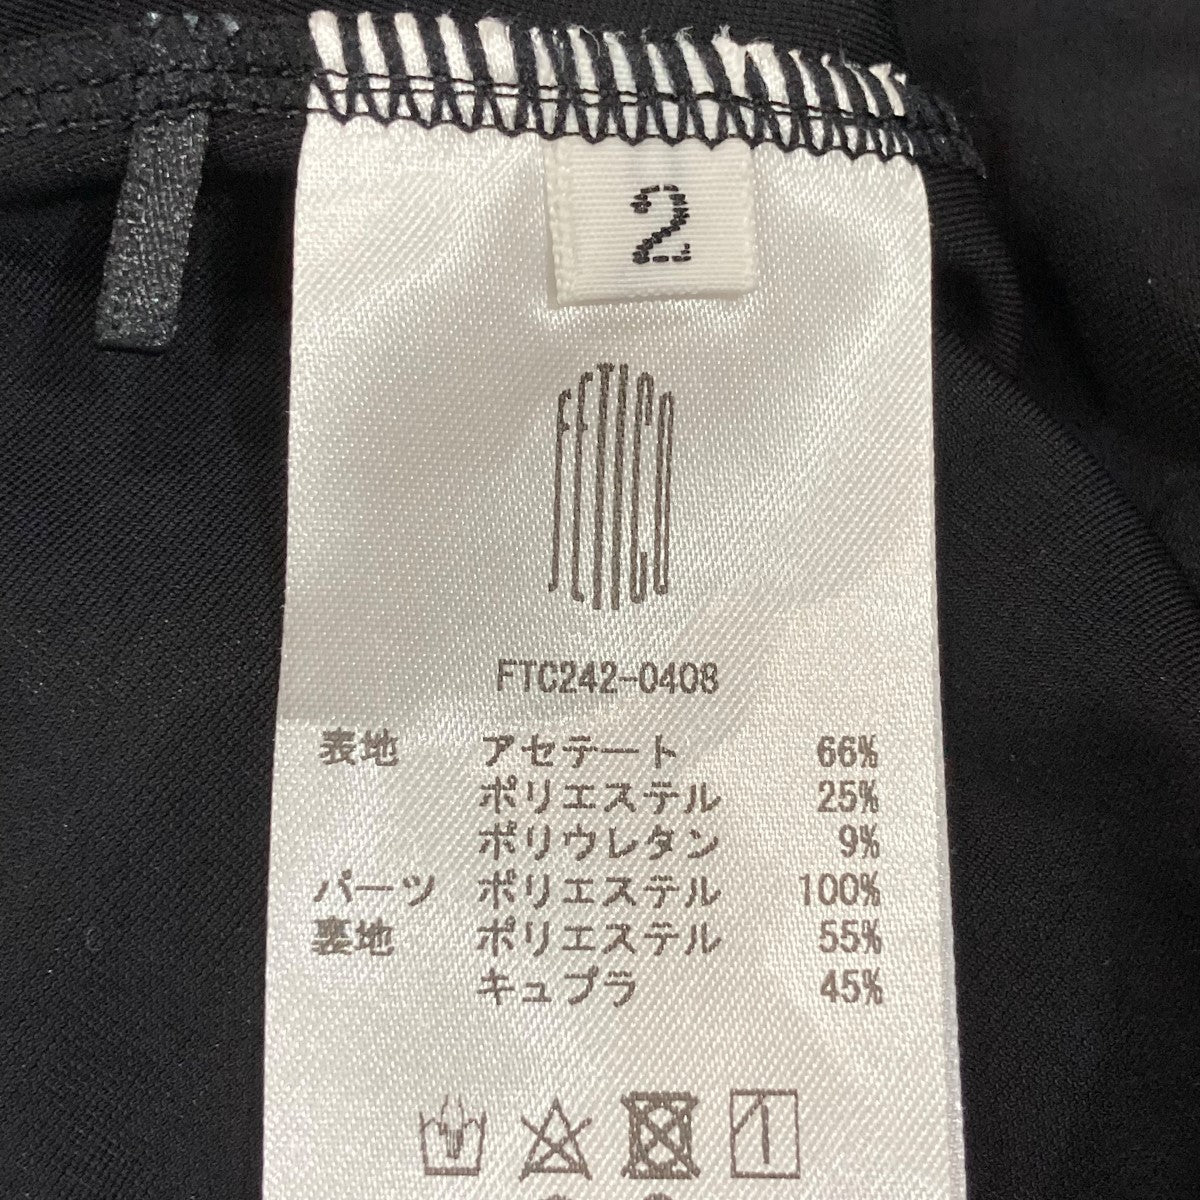 2
FETICO
FTC242-0408
表地 アセテート 66%
ポリエステル 25%
ポリウレタン 9%
パーツ ポリエステル 100%
裏地 ポリエステル 55%
キュプラ 45%